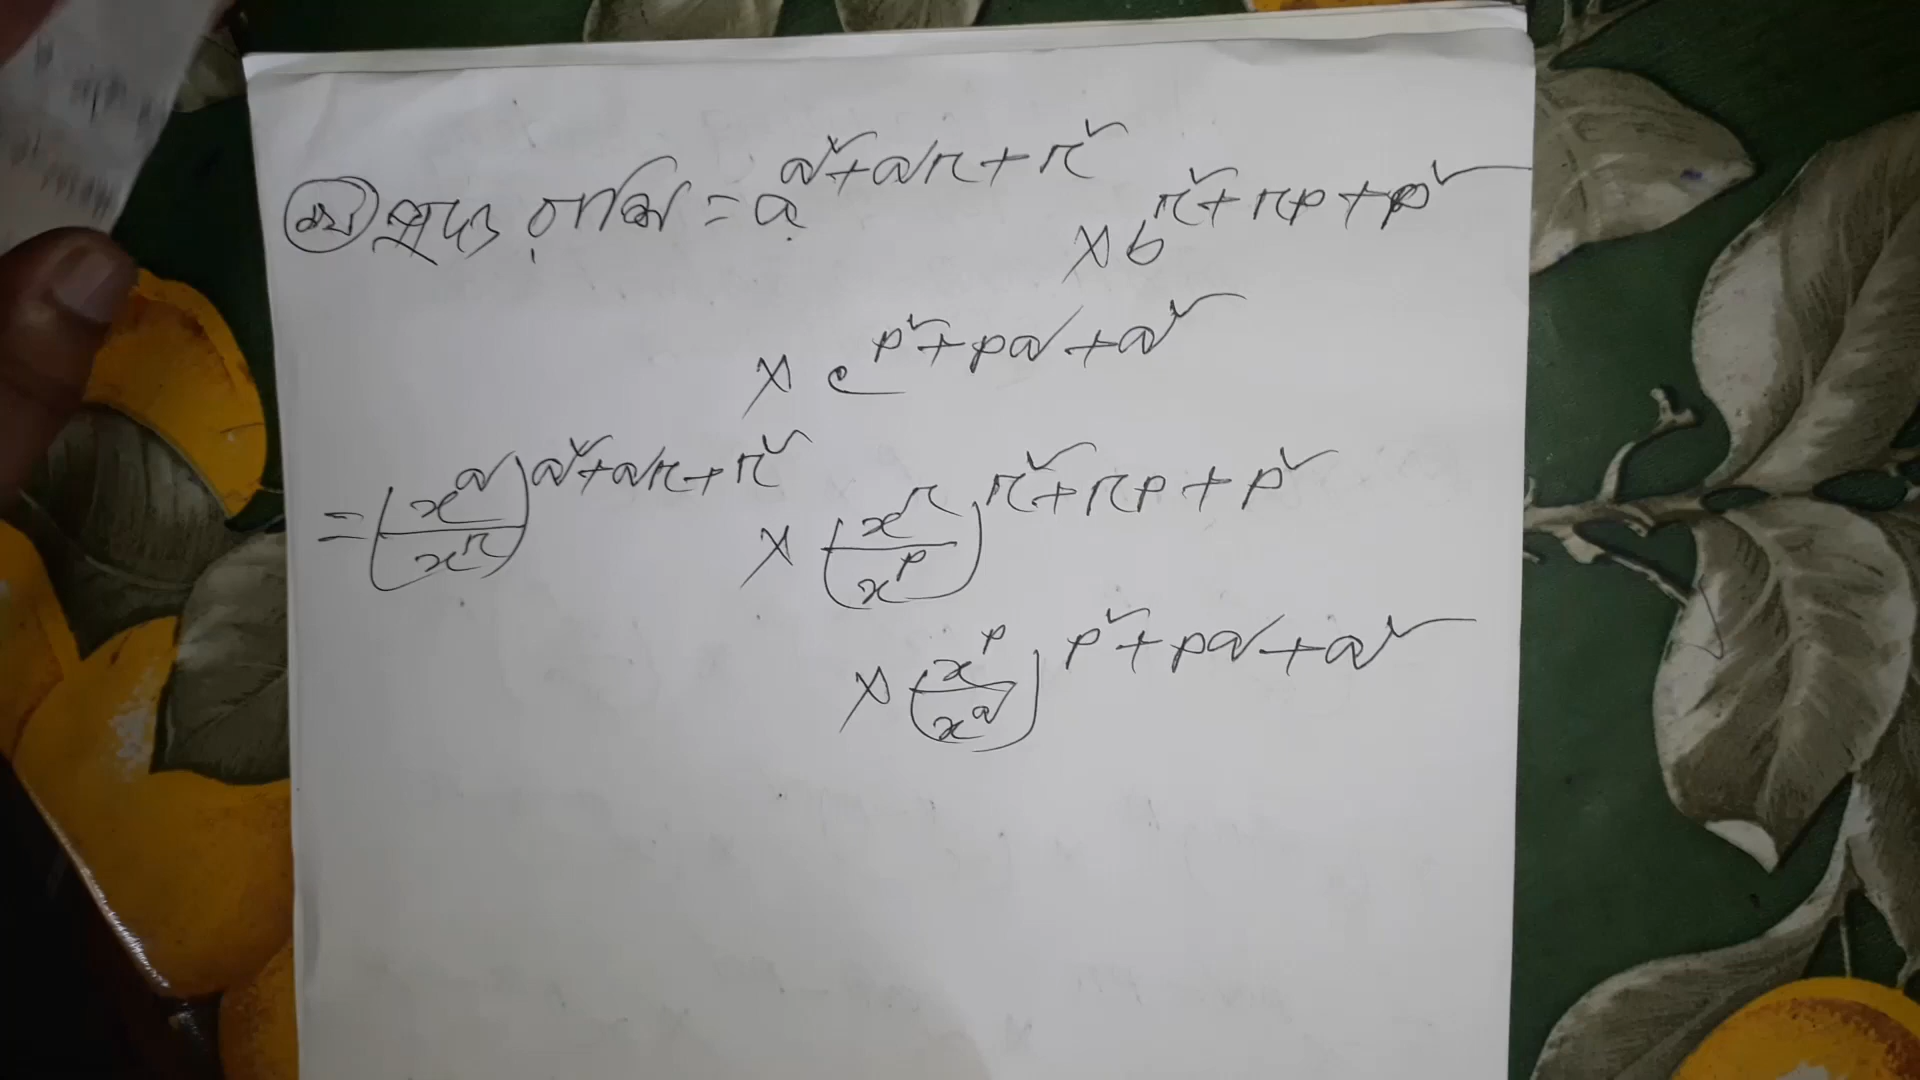 (খ) প্রদত্ত রাশি = a^(q²+qr+r²)
× b^(r²+rp+p²)
× c^(p²+pq+q²)
= (x^q/x^r)^(q²+qr+r²) × (x^r/x^p)^(r²+rp+p²)
× (x^p/x^q)^(p²+pq+q²)